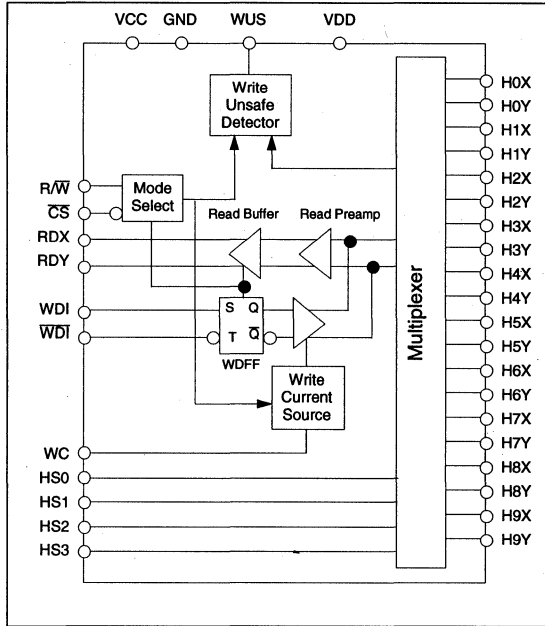 VCC GND WUS VDD
Write
Unsafe
Detector
R/W̅
C̅S̅
RDX
RDY
WDI
W̅D̅I̅
WC
HS0
HS1
HS2
HS3
Mode
Select
Read Buffer
Read Preamp
S Q
T Q̅
WDFF
Write
Current
Source
Multiplexer
H0X
H0Y
H1X
H1Y
H2X
H2Y
H3X
H3Y
H4X
H4Y
H5X
H5Y
H6X
H6Y
H7X
H7Y
H8X
H8Y
H9X
H9Y